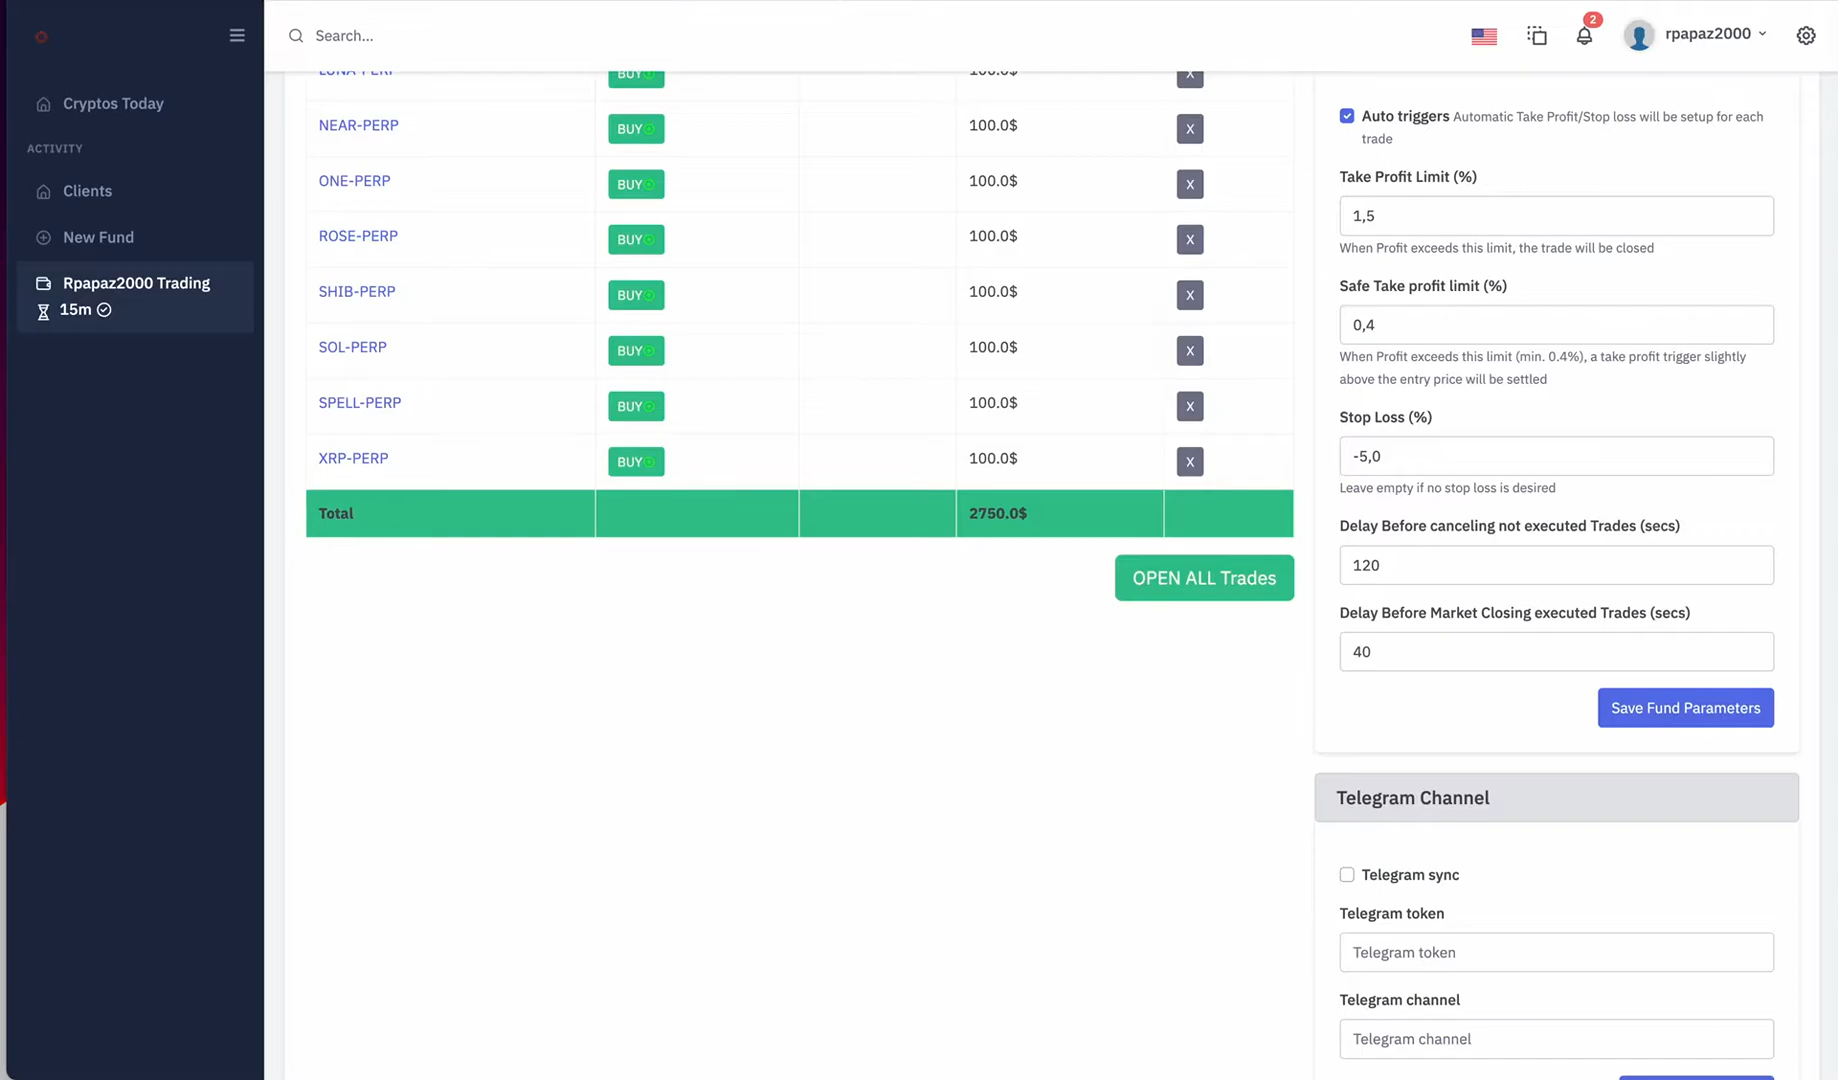 Search...
2
rpapaz2000
Cryptos Today
ACTIVITY
Clients
New Fund
Rpapaz2000 Trading
15m
LUNA-PERP BUY 100.0$ X
NEAR-PERP BUY 100.0$ X
ONE-PERP BUY 100.0$ X
ROSE-PERP BUY 100.0$ X
SHIB-PERP BUY 100.0$ X
SOL-PERP BUY 100.0$ X
SPELL-PERP BUY 100.0$ X
XRP-PERP BUY 100.0$ X
Total 2750.0$
OPEN ALL Trades
Auto triggers Automatic Take Profit/Stop loss will be setup for each
trade
Take Profit Limit (%)
1,5
When Profit exceeds this limit, the trade will be closed
Safe Take profit limit (%)
0,4
When Profit exceeds this limit (min. 0.4%), a take profit trigger slightly
above the entry price will be settled
Stop Loss (%)
-5,0
Leave empty if no stop loss is desired
Delay Before canceling not executed Trades (secs)
120
Delay Before Market Closing executed Trades (secs)
40
Save Fund Parameters
Telegram Channel
Telegram sync
Telegram token
Telegram token
Telegram channel
Telegram channel